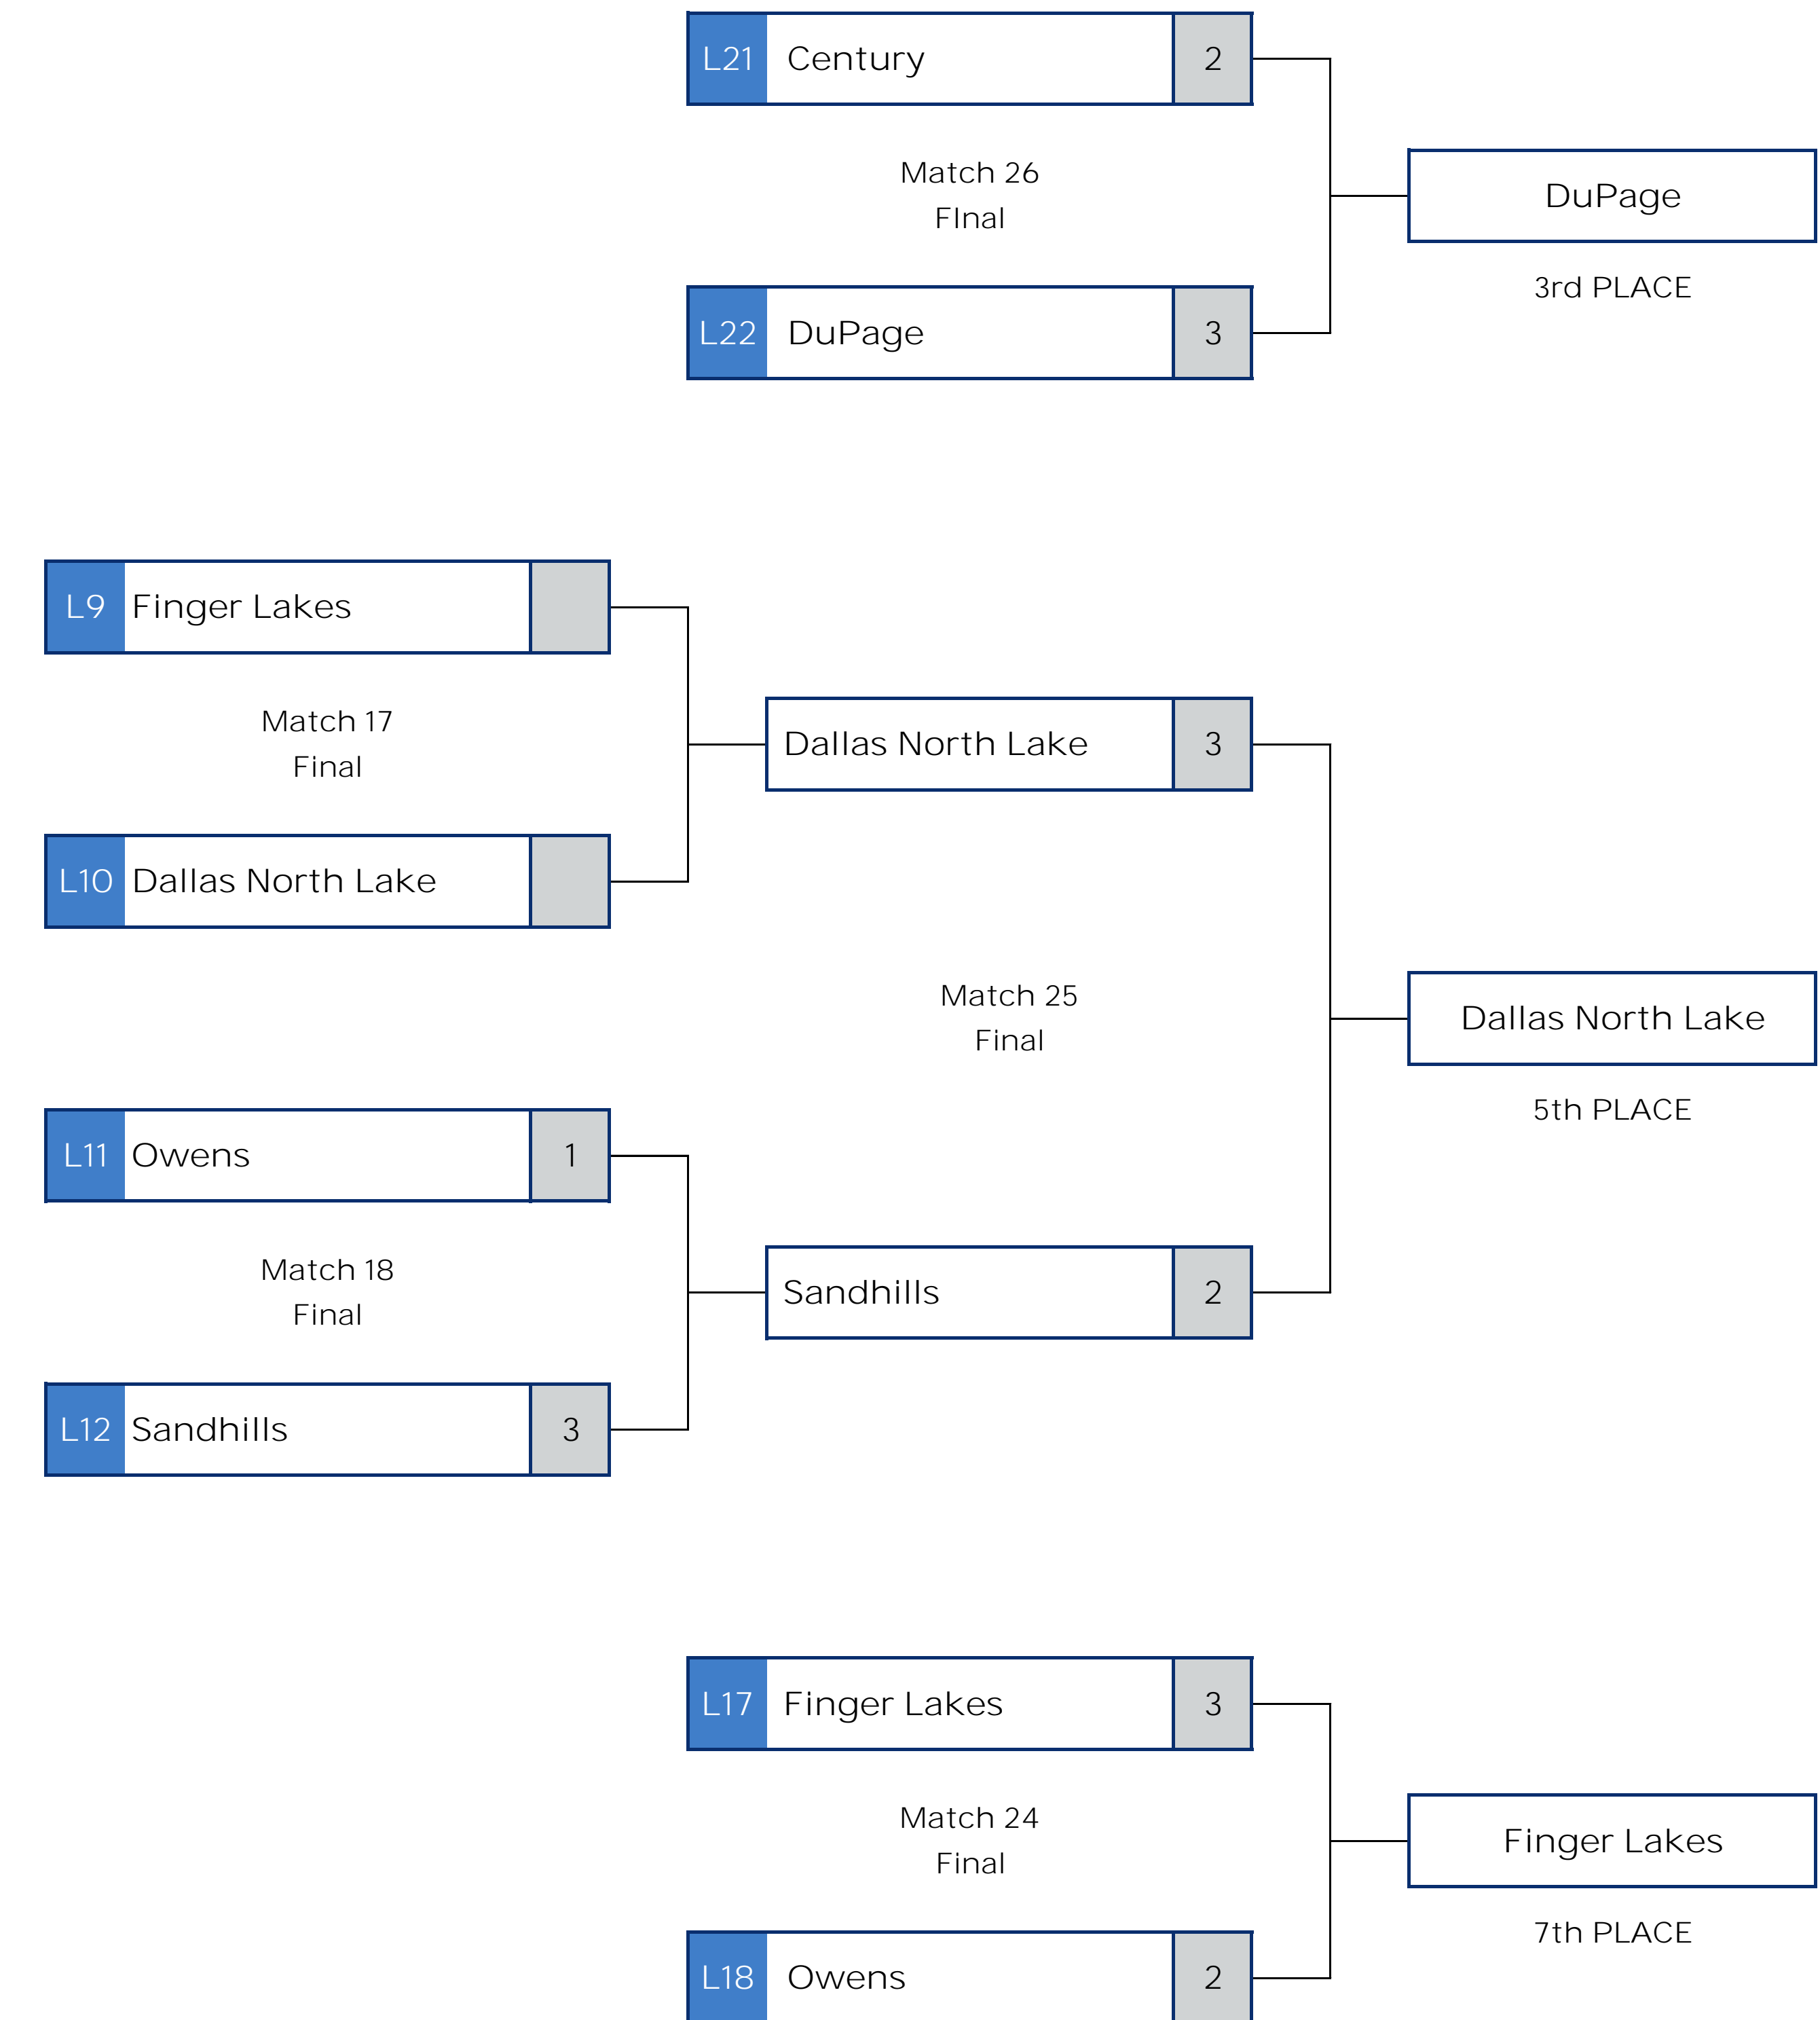 L21 Century 2
Match 26
FInal
DuPage
3rd PLACE
L22 DuPage 3
L9 Finger Lakes
Match 17
Final
Dallas North Lake 3
L10 Dallas North Lake
Match 25
Final
Dallas North Lake
5th PLACE
L11 Owens 1
Match 18
Final
Sandhills 2
L12 Sandhills 3
L17 Finger Lakes 3
Match 24
Final
Finger Lakes
7th PLACE
L18 Owens 2